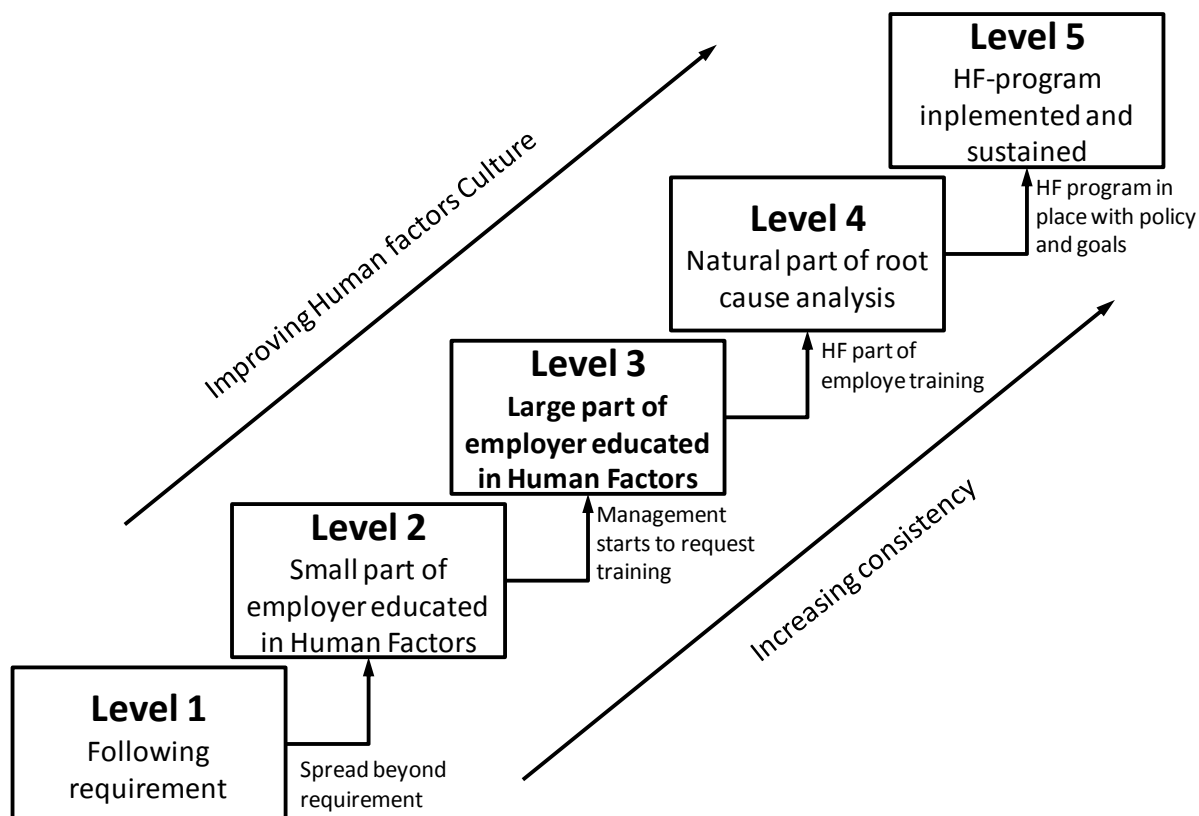 Level 5
HF-program
inplemented and
sustained
HF program in
place with policy
and goals
Level 4
Natural part of root
cause analysis
HF part of
employe training
Level 3
Large part of
employer educated
in Human Factors
Management
starts to request
training
Level 2
Small part of
employer educated
in Human Factors
Level 1
Following
requirement
Spread beyond
requirement
Improving Human factors Culture
Increasing consistency